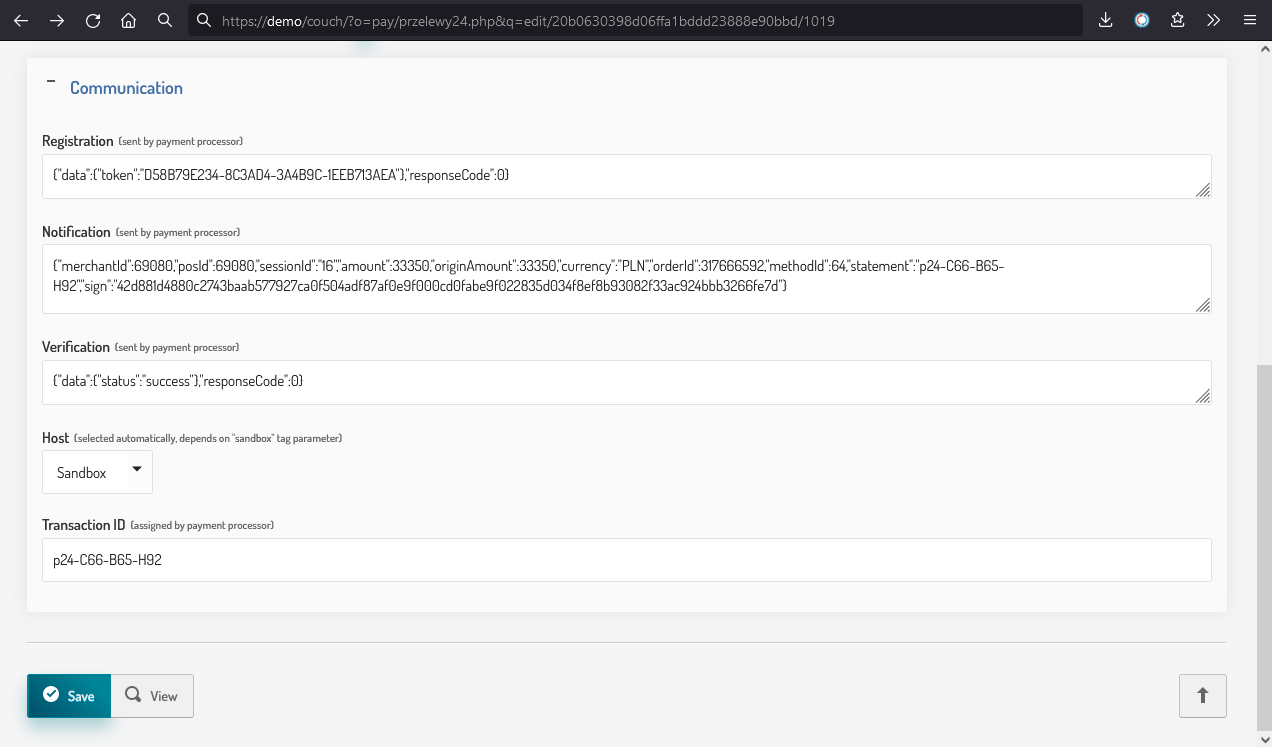 https://demo/couch/?o=pay/przelewy24.php&q=edit/20b0630398d06ffa1bddd23888e90bbd/1019
Communication
Registration (sent by payment processor)
{"data":{"token":"D58B79E234-8C3AD4-3A4B9C-1EEB713AEA"},"responseCode":0}
Notification (sent by payment processor)
{"merchantId":69080,"posId":69080,"sessionId":"16","amount":33350,"originAmount":33350,"currency":"PLN","orderId":317666592,"methodId":64,"statement":"p24-C66-B65-
H92","sign":"42d881d4880c2743baab577927ca0f504adf87af0e9f000cd0fabe9f022835d034f8ef8b93082f33ac924bbb3266fe7d"}
Verification (sent by payment processor)
{"data":{"status":"success"},"responseCode":0}
Host (selected automatically, depends on "sandbox" tag parameter)
Sandbox
Transaction ID (assigned by payment processor)
p24-C66-B65-H92
Save
View